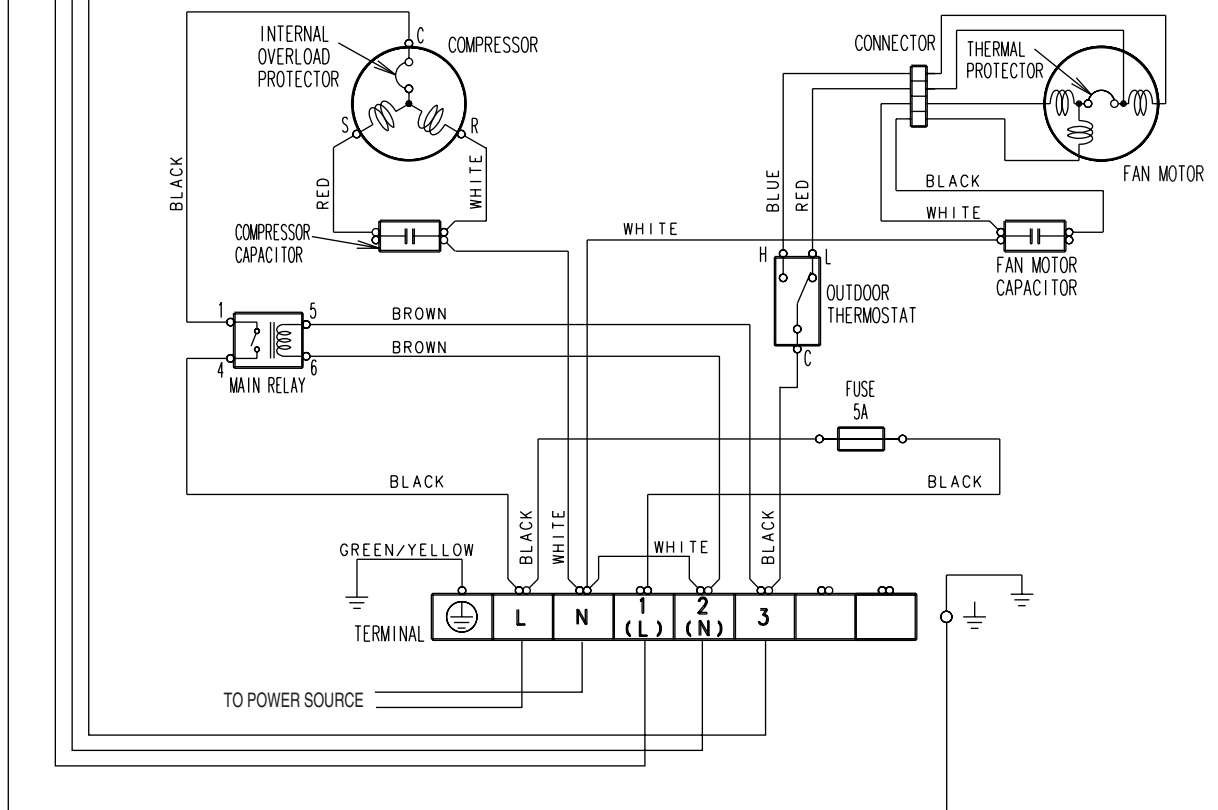 INTERNAL
OVERLOAD
PROTECTOR
C
COMPRESSOR
S
R
CONNECTOR
THERMAL
PROTECTOR
FAN MOTOR
BLACK
RED
WHITE
BLUE
RED
BLACK
WHITE
COMPRESSOR
CAPACITOR
WHITE
H
L
FAN MOTOR
CAPACITOR
OUTDOOR
THERMOSTAT
C
1
5
BROWN
BROWN
4
6
MAIN RELAY
FUSE
5A
BLACK
BLACK
BLACK
WHITE
WHITE
BLACK
GREEN/YELLOW
TERMINAL
L
N
1
(L)
2
(N)
3
TO POWER SOURCE